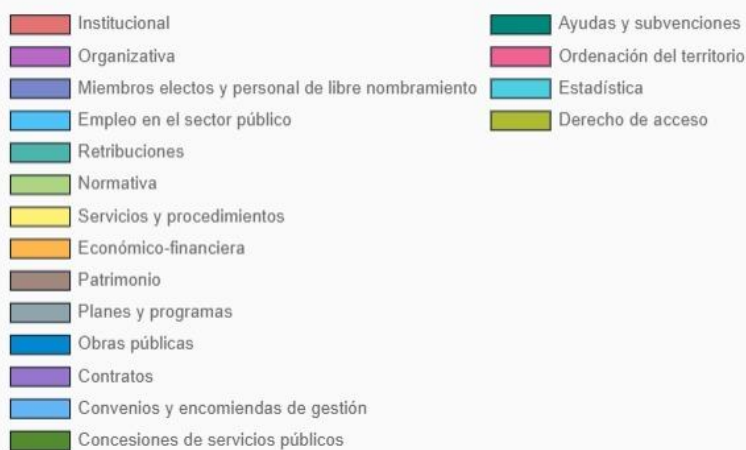 Institucional
Organizativa
Miembros electos y personal de libre nombramiento
Empleo en el sector público
Retribuciones
Normativa
Servicios y procedimientos
Económico-financiera
Patrimonio
Planes y programas
Obras públicas
Contratos
Convenios y encomiendas de gestión
Concesiones de servicios públicos
Ayudas y subvenciones
Ordenación del territorio
Estadística
Derecho de acceso